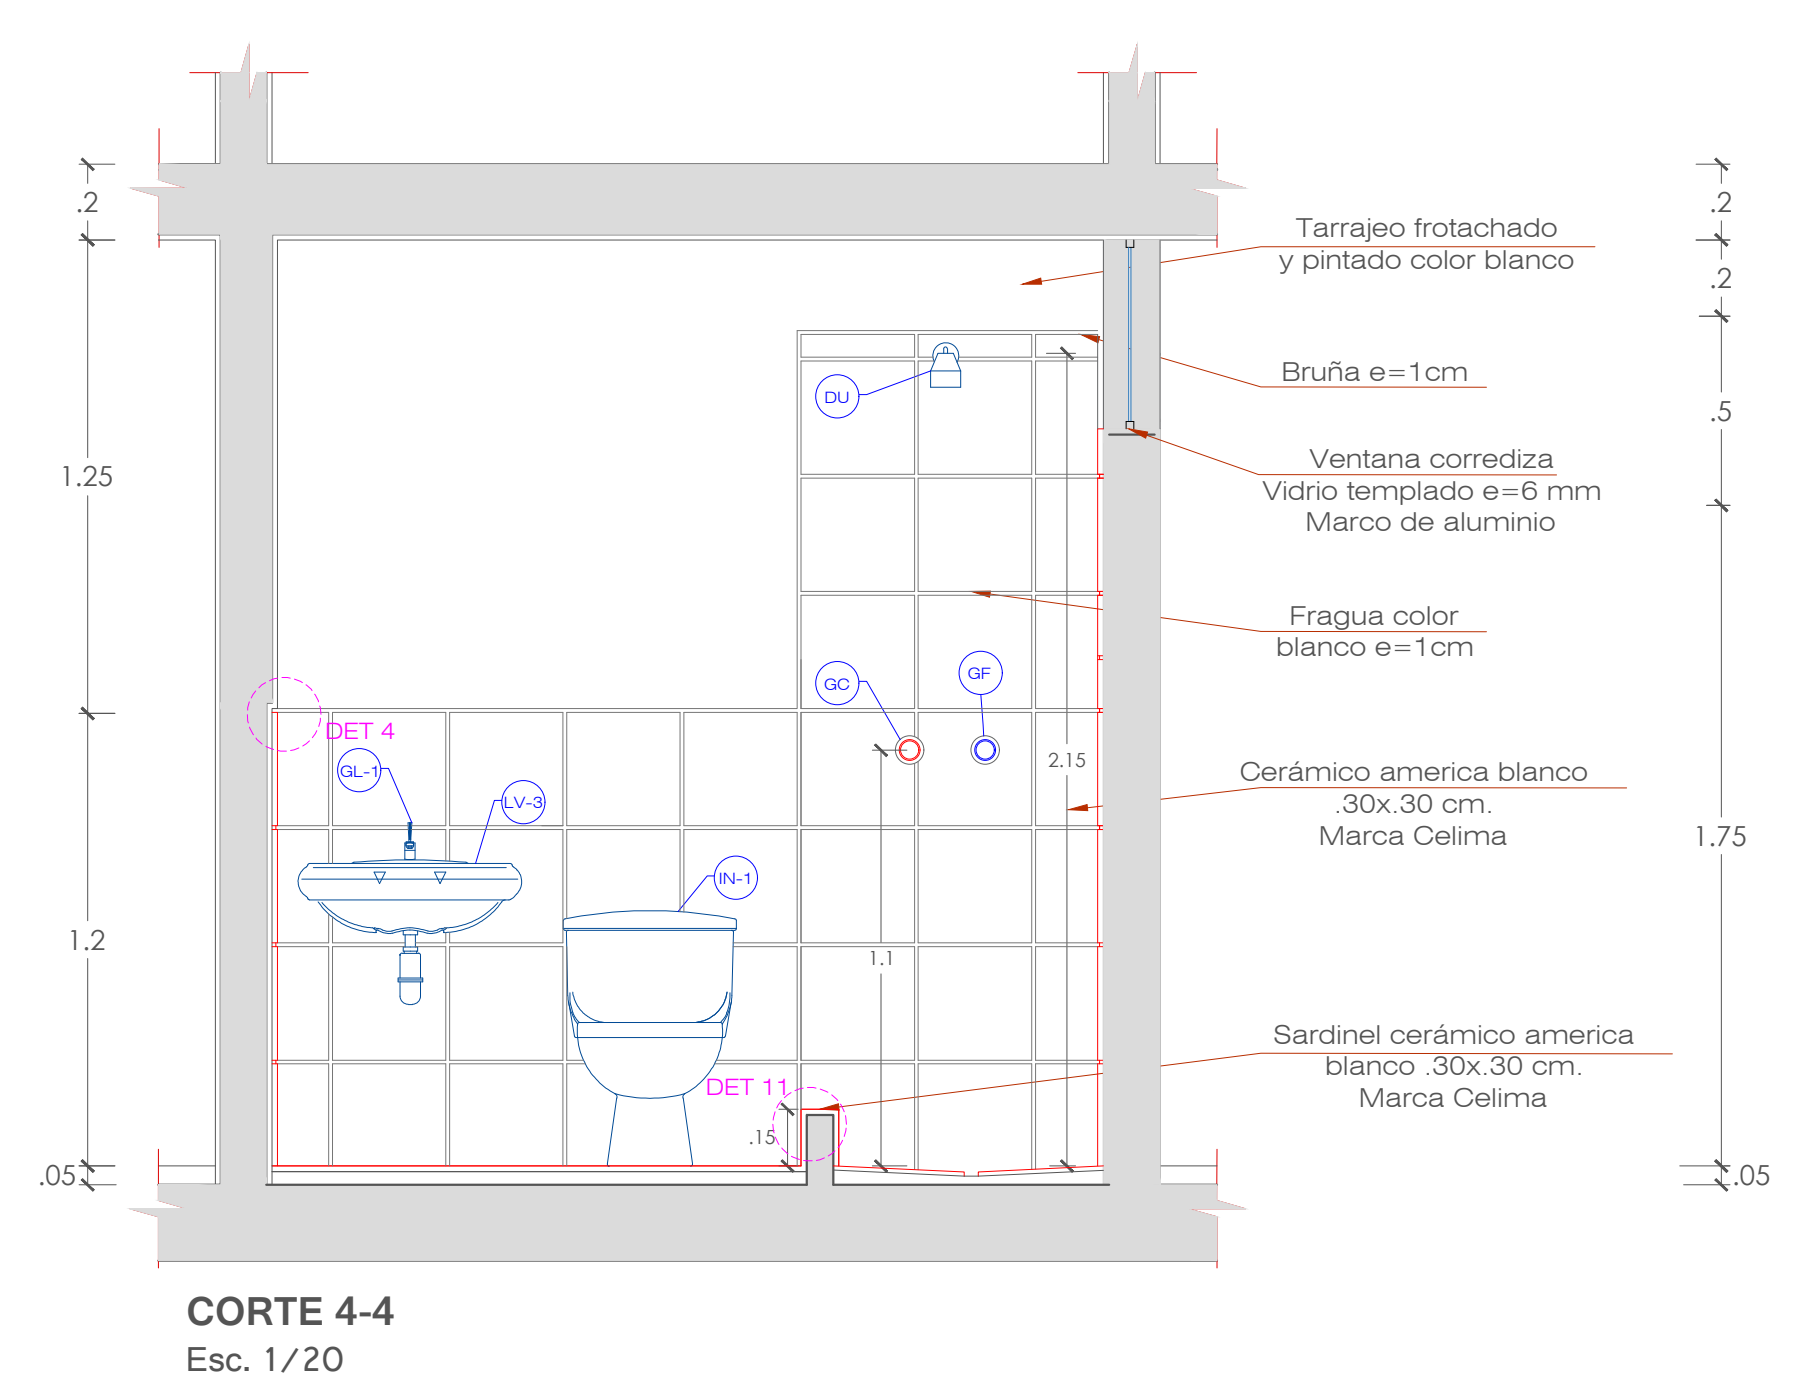 .2
.2
Tarrajeo frotachado
y pintado color blanco
.2
Bruña e=1cm
DU
.5
1.25
Ventana corrediza
Vidrio templado e=6 mm
Marco de aluminio
Fragua color
blanco e=1cm
GC
GF
DET 4
2.15
GL-1
LV-3
Cerámico america blanco
.30x.30 cm.
Marca Celima
1.75
IN-1
1.2
1.1
Sardinel cerámico america
blanco .30x.30 cm.
Marca Celima
DET 11
.15
.05
.05
CORTE 4-4
Esc. 1/20